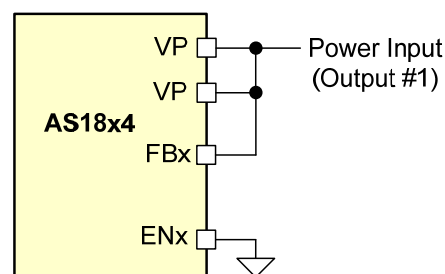 VP
Power Input
(Output #1)
VP
AS18x4
FBx
ENx